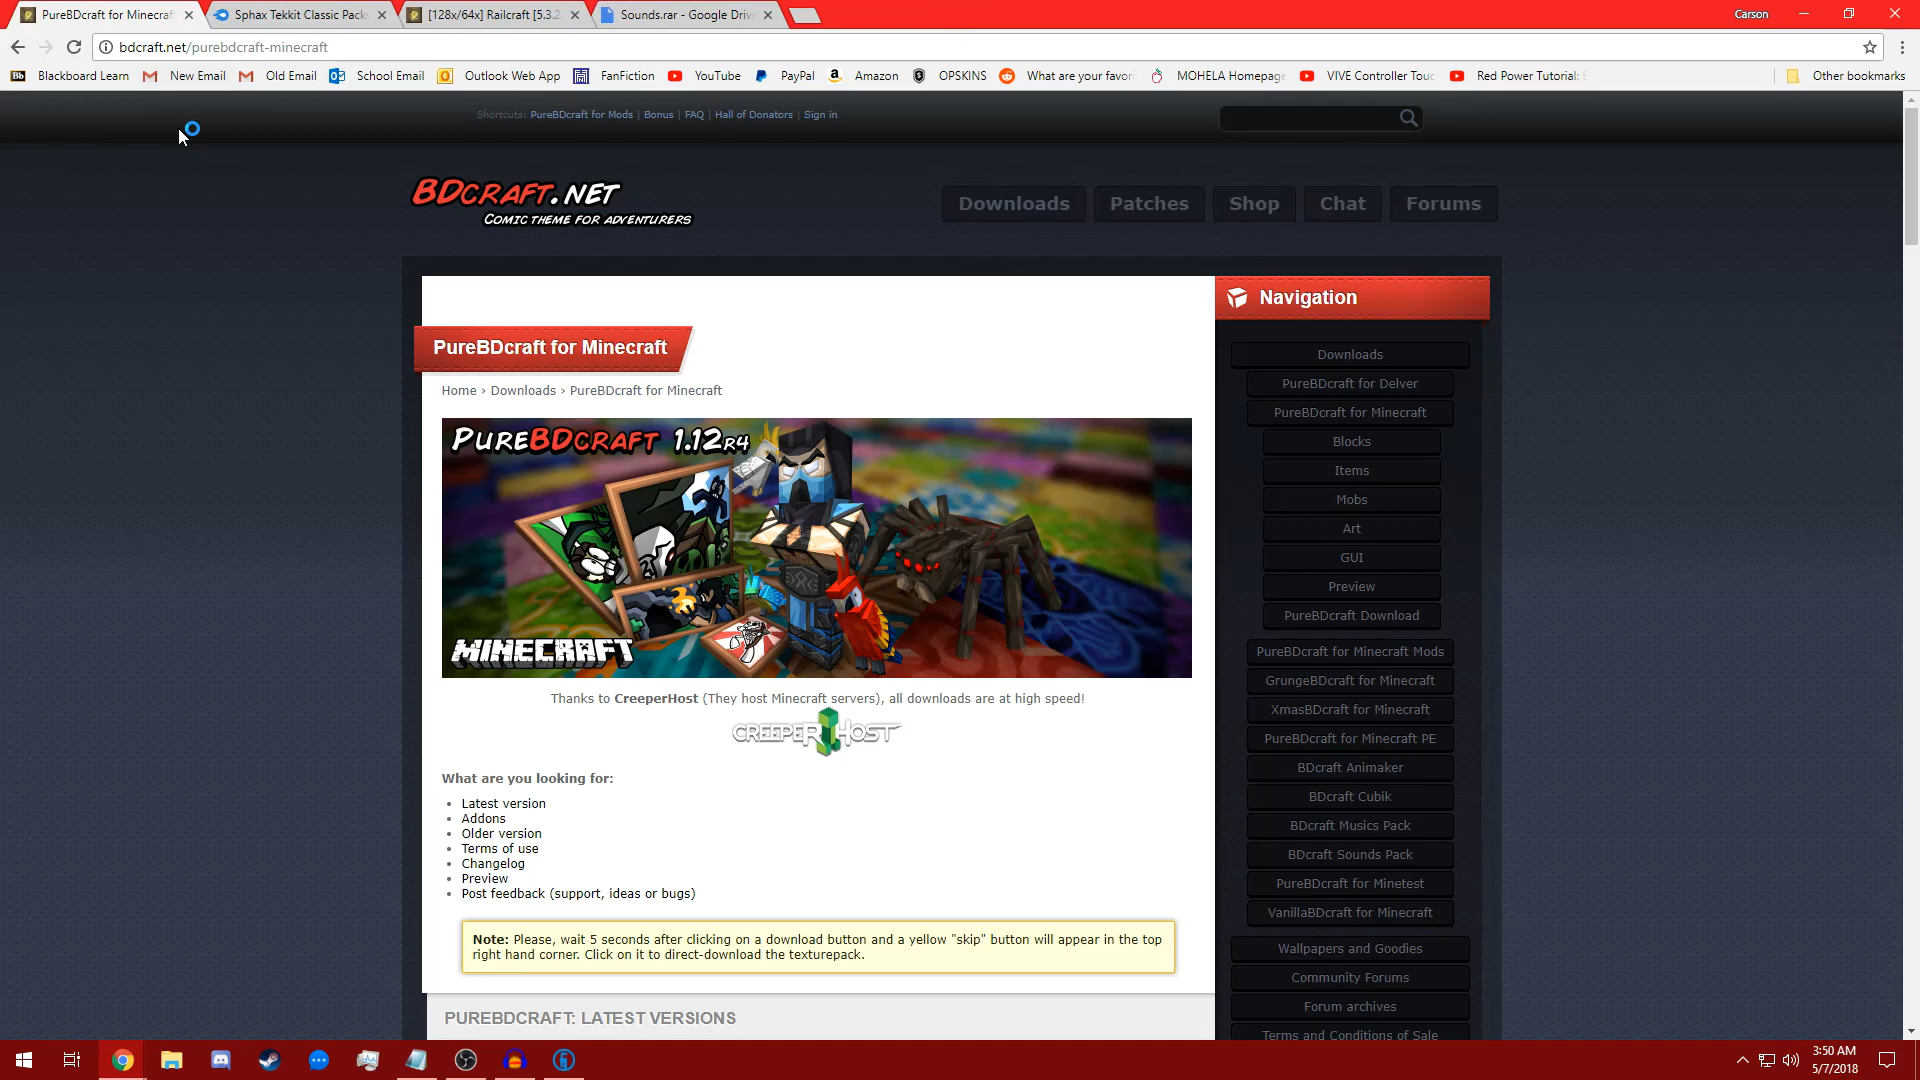 PureBDcraft for Minecraft
Sphax Tekkit Classic Pack
[128x/64x] Railcraft [5.3.2
Sounds.rar - Google Driv
Carson
bdcraft.net/purebdcraft-minecraft
Bb Blackboard Learn
New Email
Old Email
School Email
Outlook Web App
FanFiction
YouTube
PayPal
Amazon
OPSKINS
What are your favori
MOHELA Homepage
VIVE Controller Touc
Red Power Tutorial:
Other bookmarks
Shortcuts: PureBDcraft for Mods | Bonus | FAQ | Hall of Donators | Sign in
BDcraft.net
Comic theme for adventurers
Downloads
Patches
Shop
Chat
Forums
PureBDcraft for Minecraft
Home › Downloads › PureBDcraft for Minecraft
PureBDcraft 1.12r4
MINECRAFT
Thanks to CreeperHost (They host Minecraft servers), all downloads are at high speed!
CREEPERHOST
What are you looking for:
• Latest version
• Addons
• Older version
• Terms of use
• Changelog
• Preview
• Post feedback (support, ideas or bugs)
Note: Please, wait 5 seconds after clicking on a download button and a yellow "skip" button will appear in the top
right hand corner. Click on it to direct-download the texturepack.
PUREBDCRAFT: LATEST VERSIONS
Navigation
Downloads
PureBDcraft for Delver
PureBDcraft for Minecraft
Blocks
Items
Mobs
Art
GUI
Preview
PureBDcraft Download
PureBDcraft for Minecraft Mods
GrungeBDcraft for Minecraft
XmasBDcraft for Minecraft
PureBDcraft for Minecraft PE
BDcraft Animaker
BDcraft Cubik
BDcraft Musics Pack
BDcraft Sounds Pack
PureBDcraft for Minetest
VanillaBDcraft for Minecraft
Wallpapers and Goodies
Community Forums
Forum archives
Terms and Conditions of Sale
3:50 AM
5/7/2018